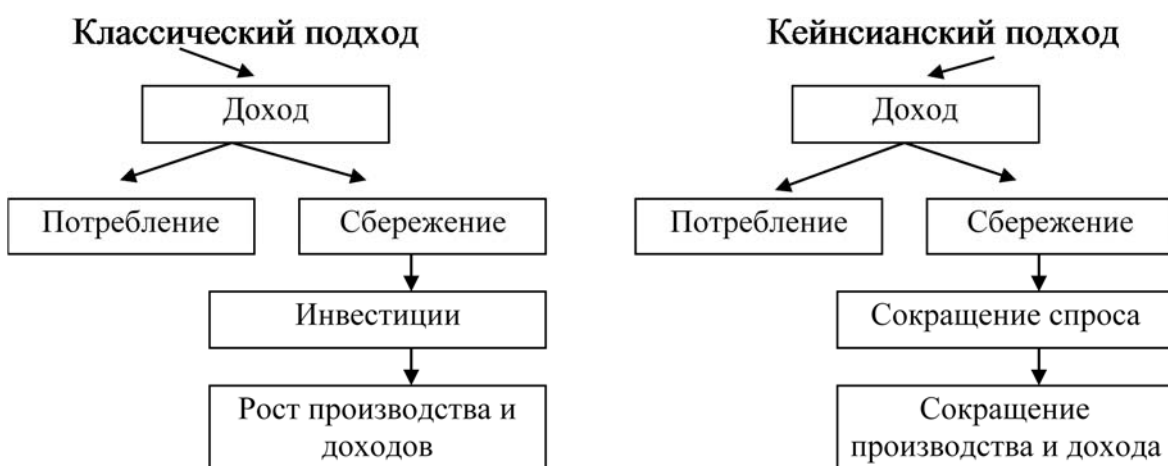 Классический подход
Доход
Потребление
Сбережение
Инвестиции
Рост производства и
доходов
Кейнсианский подход
Доход
Потребление
Сбережение
Сокращение спроса
Сокращение
производства и дохода